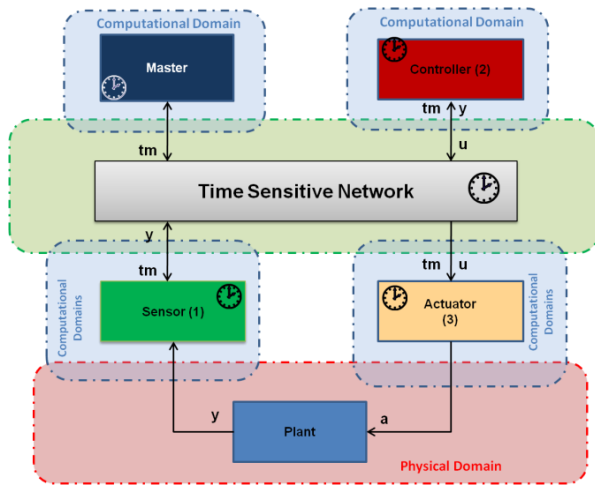 Computational Domain
Computational Domain
Master
Controller (2)
tm
tm
y
u
Time Sensitive Network
y
tm
tm
u
Computational
Domains
Sensor (1)
Actuator
(3)
Computational
Domains
y
Plant
a
Physical Domain